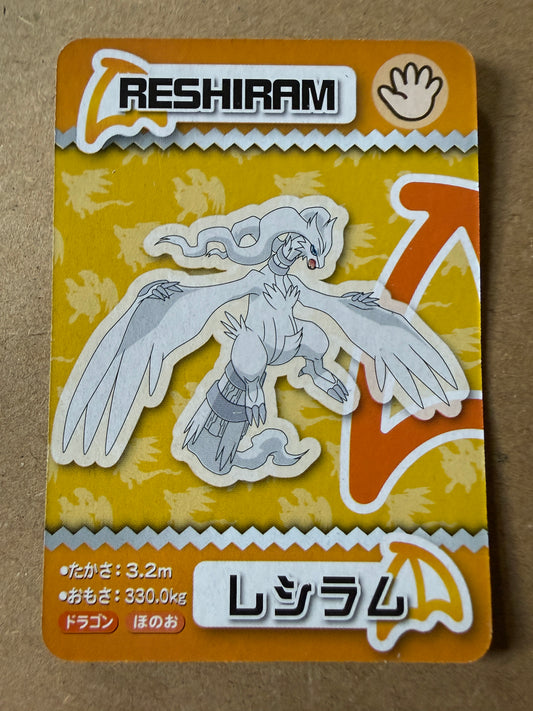 RESHIRAM
•たかさ：3.2m
•おもさ：330.0kg
ドラゴン ほのお
レシラム